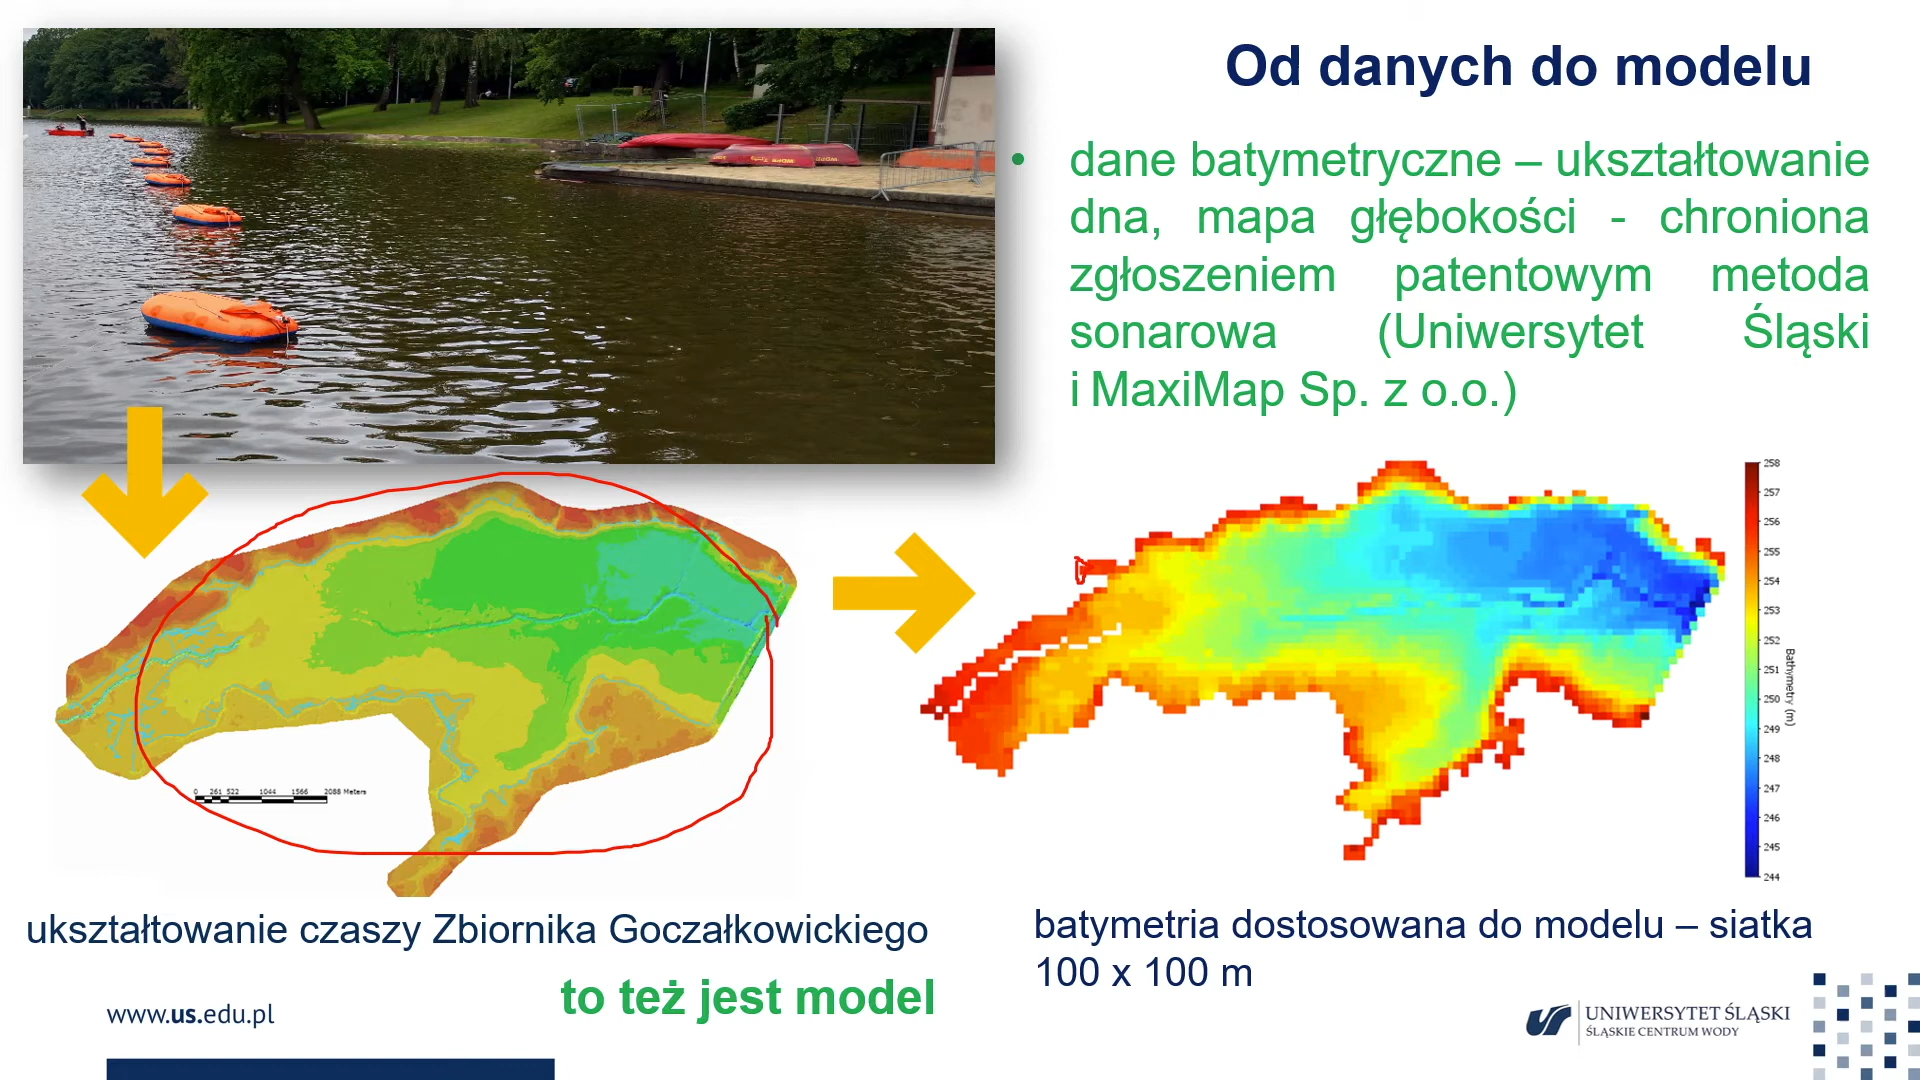 Od danych do modelu
• dane batymetryczne – ukształtowanie
dna, mapa głębokości - chroniona
zgłoszeniem patentowym metoda
sonarowa (Uniwersytet Śląski
i MaxiMap Sp. z o.o.)
0 261 522 1044 1566 2088 Meters
258
257
256
255
254
253
252
251
250
249
248
247
246
245
244
Bathymetry (m)
ukształtowanie czaszy Zbiornika Goczałkowickiego
to też jest model
batymetria dostosowana do modelu – siatka
100 x 100 m
www.us.edu.pl
UNIWERSYTET ŚLĄSKI
ŚLĄSKIE CENTRUM WODY